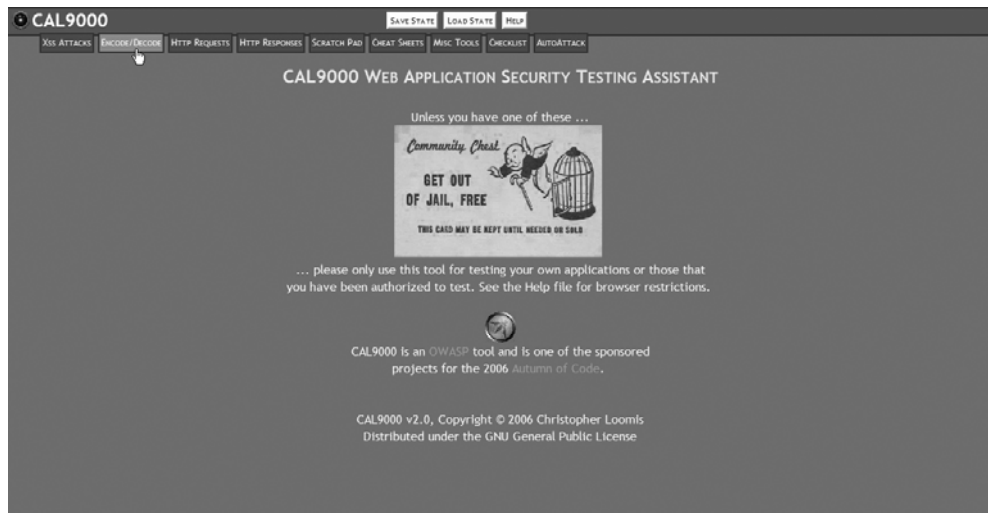 CAL9000
SAVE STATE LOAD STATE HELP
XSS ATTACKS ENCODE/DECODE HTTP REQUESTS HTTP RESPONSES SCRATCH PAD CHEAT SHEETS MISC TOOLS CHECKLIST AUTOATTACK
CAL9000 WEB APPLICATION SECURITY TESTING ASSISTANT
Unless you have one of these ...
Community Chest
GET OUT
OF JAIL, FREE
THIS CARD MAY BE KEPT UNTIL NEEDED OR SOLD
... please only use this tool for testing your own applications or those that
you have been authorized to test. See the Help file for browser restrictions.
CAL9000 is an OWASP tool and is one of the sponsored
projects for the 2006 Autumn of Code.
CAL9000 v2.0, Copyright © 2006 Christopher Loomis
Distributed under the GNU General Public License